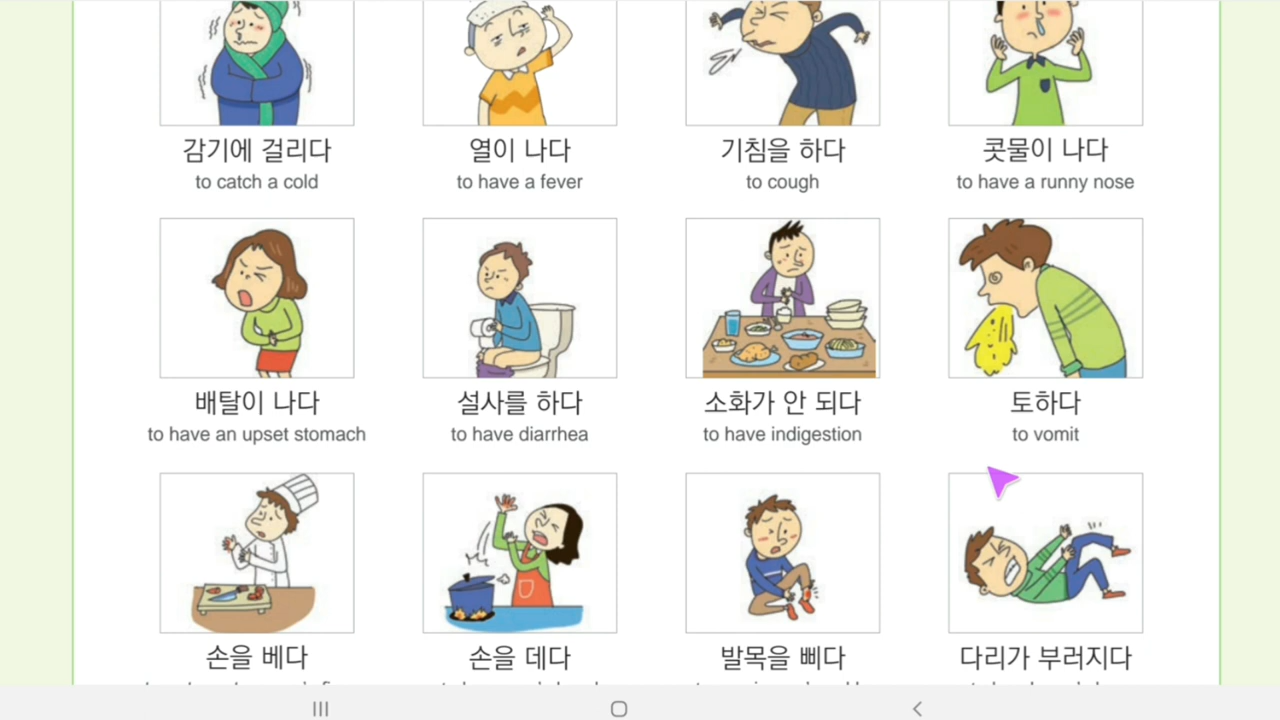 감기에 걸리다
to catch a cold
열이 나다
to have a fever
기침을 하다
to cough
콧물이 나다
to have a runny nose
배탈이 나다
to have an upset stomach
설사를 하다
to have diarrhea
소화가 안 되다
to have indigestion
토하다
to vomit
손을 베다
손을 데다
발목을 삐다
다리가 부러지다